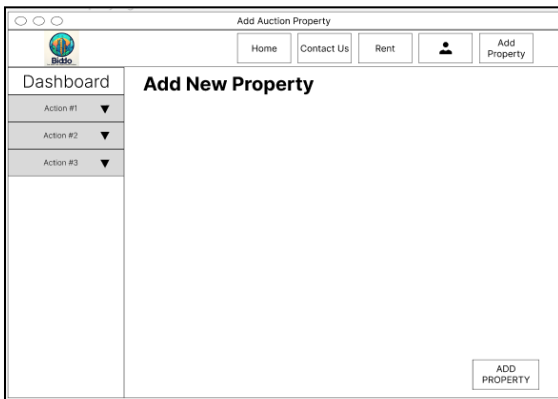 Add Auction Property
Biddo
Home
Contact Us
Rent
Add
Property
Dashboard
Add New Property
Action #1
Action #2
Action #3
ADD
PROPERTY